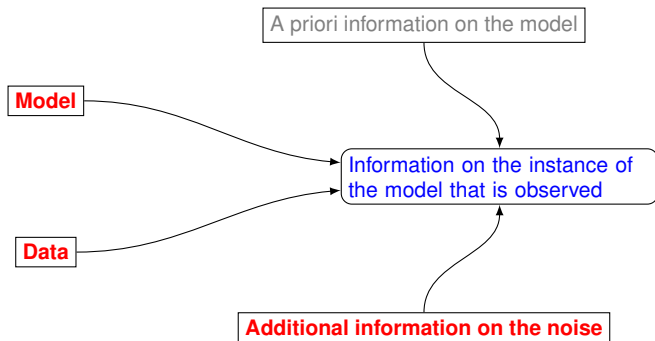 A priori information on the model
Model
Information on the instance of
the model that is observed
Data
Additional information on the noise